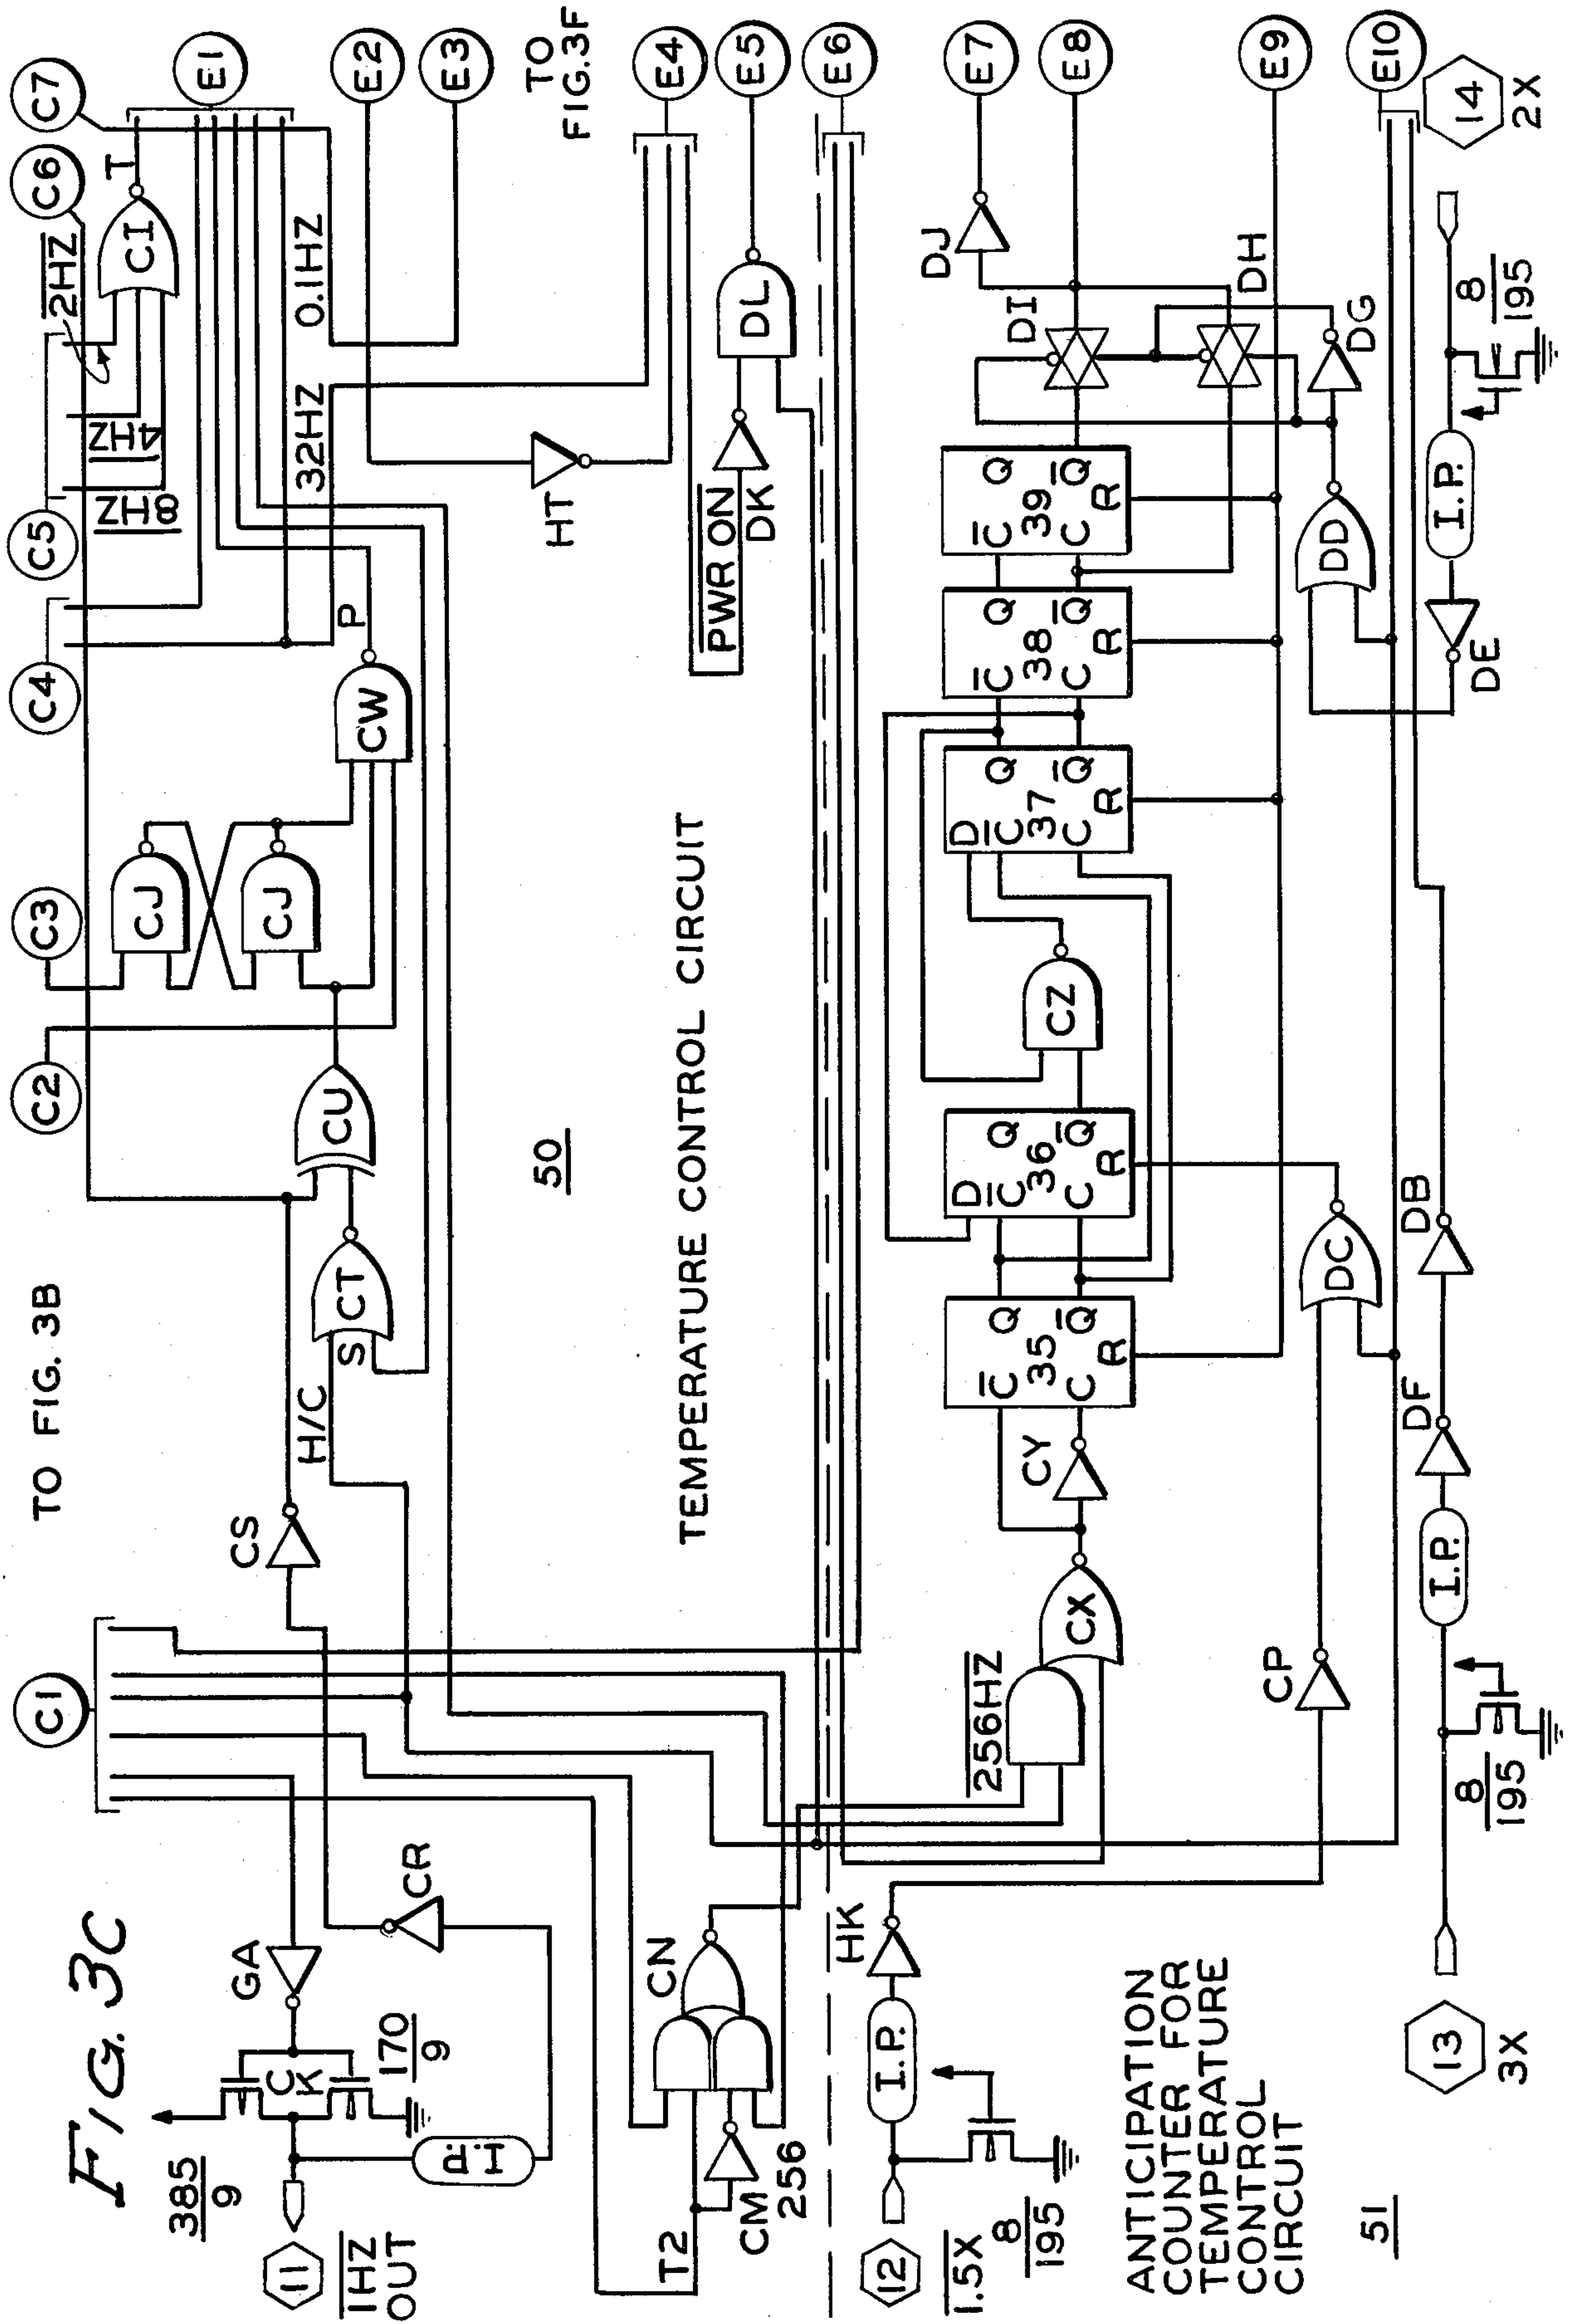 FIG. 3C
TO FIG. 3B
C1
C2
C3
C4
C5
C6
C7
8HZ
4HZ
2HZ
CI
T
E1
E2
E3
TO
FIG.3F
E4
E5
E6
E7
E8
E9
E10
385
9
11
1HZ
OUT
GA
C
K
170
9
I.P.
CR
CS
H/C
S
CT
CU
CJ
CJ
CW
P
32HZ
0.1HZ
HT
PWR ON
DK
DL
50
TEMPERATURE CONTROL CIRCUIT
T2
CM
256
CN
12
1.5X
8
195
I.P.
HK
256HZ
CX
CY
C
35
C
Q
Q
R
D
C
36
C
Q
Q
R
CZ
D
C
37
C
Q
Q
R
C
38
C
Q
Q
R
C
39
C
Q
Q
R
DI
DJ
DH
DG
DD
DE
CP
DC
ANTICIPATION
COUNTER FOR
TEMPERATURE
CONTROL
CIRCUIT
51
13
3X
8
195
I.P.
DF
DB
I.P.
8
195
14
2X